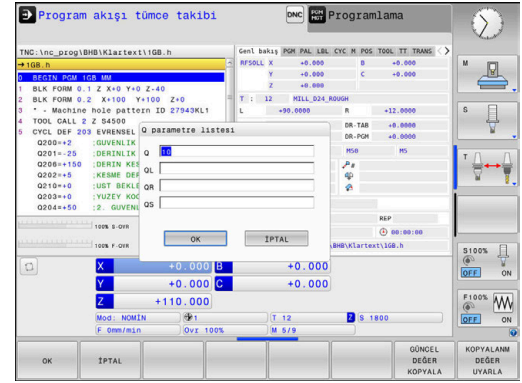 Program akışı tümce takibi
DNC
PGM MGT
Programlama
TNC:\nc_prog\BHB\Klartext\1GB.h
→1GB.h
0 BEGIN PGM 1GB MM
1 BLK FORM 0.1 Z X+0 Y+0 Z-40
2 BLK FORM 0.2 X+100 Y+100 Z+0
3 * - Machine hole pattern ID 27943KL1
4 TOOL CALL 2 Z S4500
5 CYCL DEF 203 EVRENSEL
Q200=+2 ;GUVENLIK
Q201=-25 ;DERINLIK
Q206=+150 ;DERIN KES
Q202=+5 ;KESME DER
Q210=+0 ;UST BEKLE
Q203=+0 ;YUZEY KOO
Q204=+50 ;2. GUVENL
Genl bakış PGM PAL LBL CYC M POS TOOL TT TRANS
RFSOLL X +0.000 B +0.000
Y +0.000 C +0.000
Z +0.000
T : 12 MILL_D24_ROUGH
L +90.0000 R +12.0000
DR-TAB +0.0000
DR-PGM +0.0000
M50 M5
REP
00:00:00
BHB\Klartext\1GB.h
Q parametre listesi
Q 10
QL
QR
QS
OK
İPTAL
100% S-OVR
100% F-OVR
X +0.000 B +0.000
Y +0.000 C +0.000
Z +110.000
Mod: NOMİN 1 T 12 Z S 1800
F 0mm/min Ovr 100% M 5/9
M
S
T
S100%
OFF ON
F100%
OFF ON
OK
İPTAL
GÜNCEL DEĞER KOPYALA
KOPYALANM DEĞER UYARLA